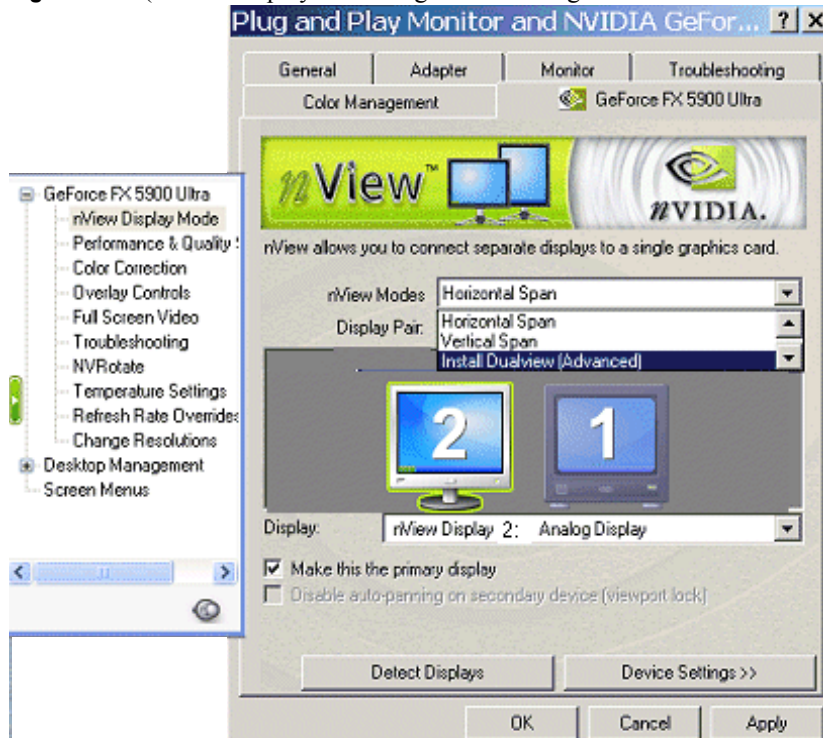 Plug and Play Monitor and NVIDIA GeFor...
General
Adapter
Monitor
Troubleshooting
Color Management
GeForce FX 5900 Ultra
nView™
nVIDIA.
nView allows you to connect separate displays to a single graphics card.
nView Modes
Horizontal Span
Display Pair:
Horizontal Span
Vertical Span
Install Dualview (Advanced)
2
1
Display:
nView Display 2: Analog Display
Make this the primary display
Disable auto-panning on secondary device (viewport lock)
Detect Displays
Device Settings >>
OK
Cancel
Apply
GeForce FX 5900 Ultra
nView Display Mode
Performance & Quality
Color Correction
Overlay Controls
Full Screen Video
Troubleshooting
NVRotate
Temperature Settings
Refresh Rate Overrides
Change Resolutions
Desktop Management
Screen Menus